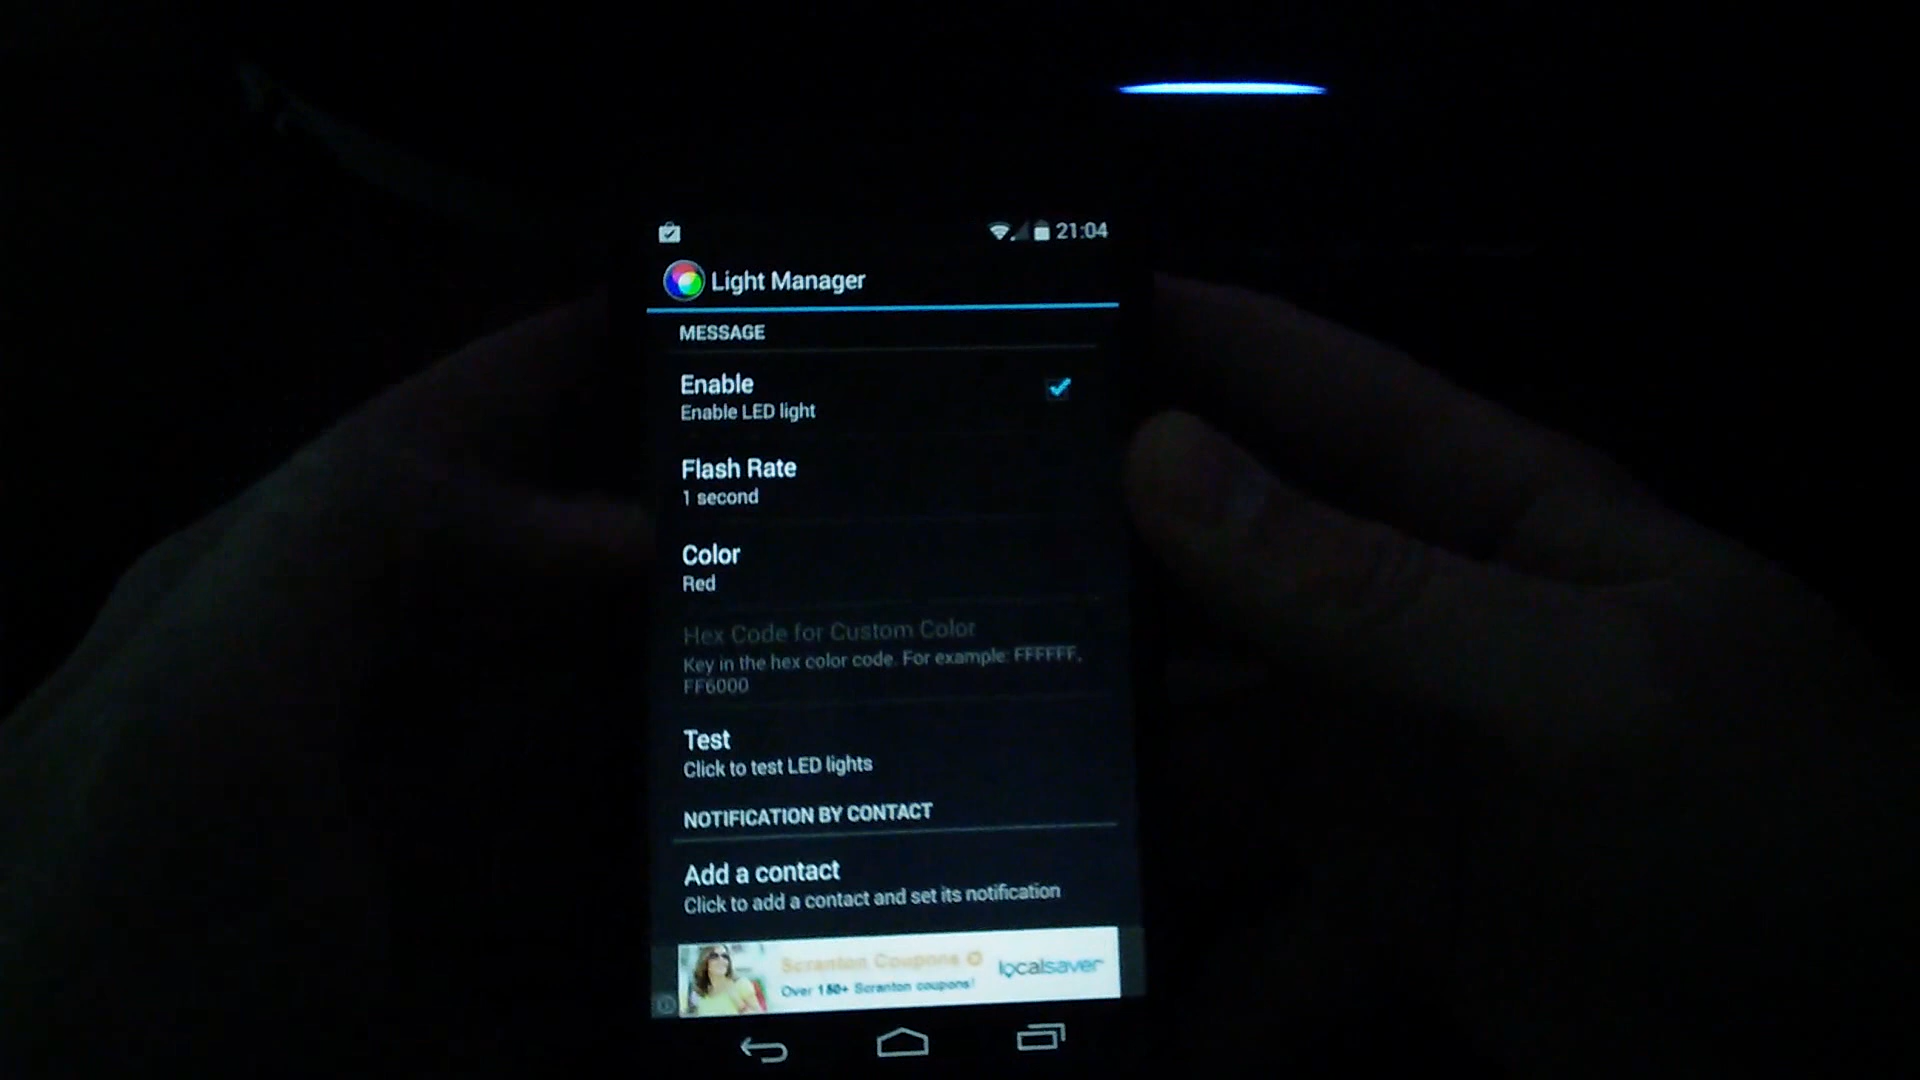 21:04
Light Manager
MESSAGE
Enable
Enable LED light
Flash Rate
1 second
Color
Red
Hex Code for Custom Color
Key in the hex color code. For example: FFFFFF,
FF6000
Test
Click to test LED lights
NOTIFICATION BY CONTACT
Add a contact
Click to add a contact and set its notification
Scranton Coupons
Over 150+ Scranton coupons!
localsaver